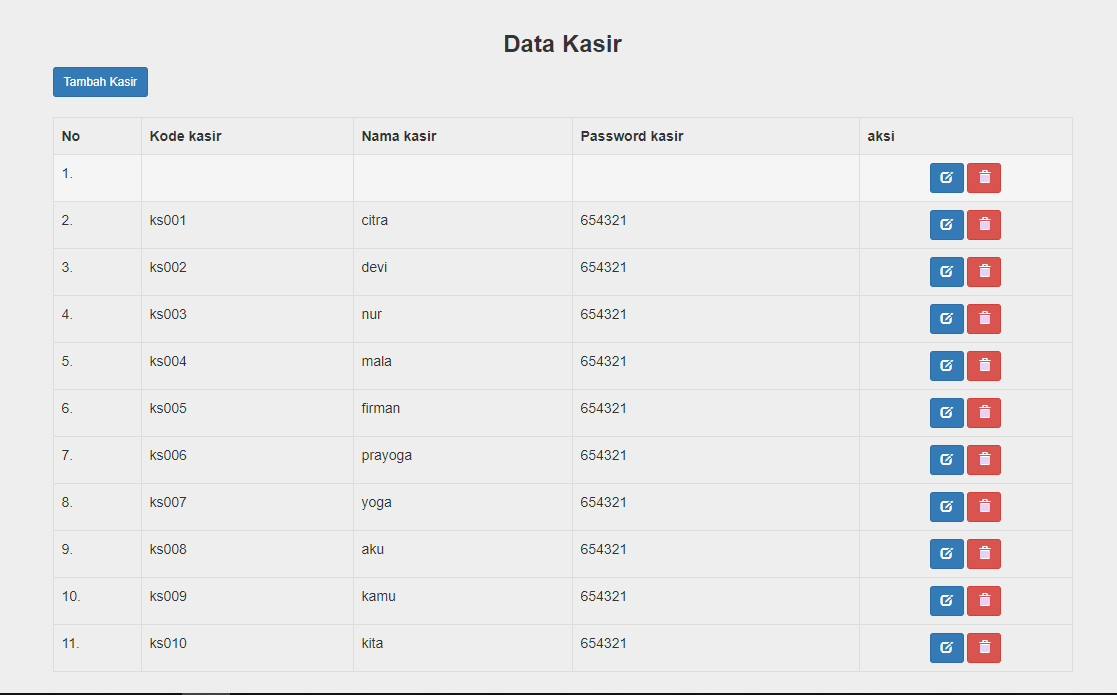 Data Kasir
Tambah Kasir
No Kode kasir Nama kasir Password kasir aksi
1.
2. ks001 citra 654321
3. ks002 devi 654321
4. ks003 nur 654321
5. ks004 mala 654321
6. ks005 firman 654321
7. ks006 prayoga 654321
8. ks007 yoga 654321
9. ks008 aku 654321
10. ks009 kamu 654321
11. ks010 kita 654321